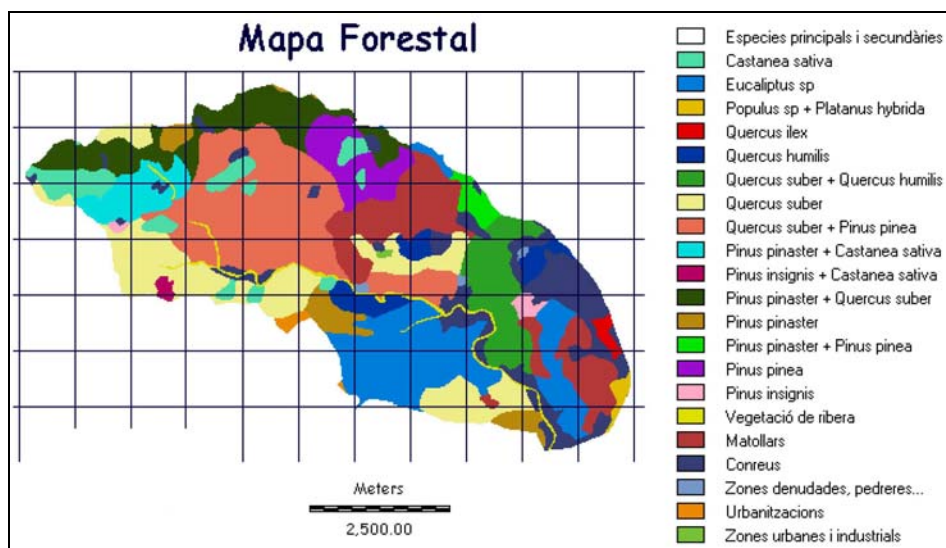 Mapa Forestal
Especies principals i secundàries
Castanea sativa
Eucaliptus sp
Populus sp + Platanus hybrida
Quercus ilex
Quercus humilis
Quercus suber + Quercus humilis
Quercus suber
Quercus suber + Pinus pinea
Pinus pinaster + Castanea sativa
Pinus insignis + Castanea sativa
Pinus pinaster + Quercus suber
Pinus pinaster
Pinus pinaster + Pinus pinea
Pinus pinea
Pinus insignis
Vegetació de ribera
Matollars
Conreus
Zones denudades, pedreres...
Urbanitzacions
Zones urbanes i industrials
Meters
2,500.00